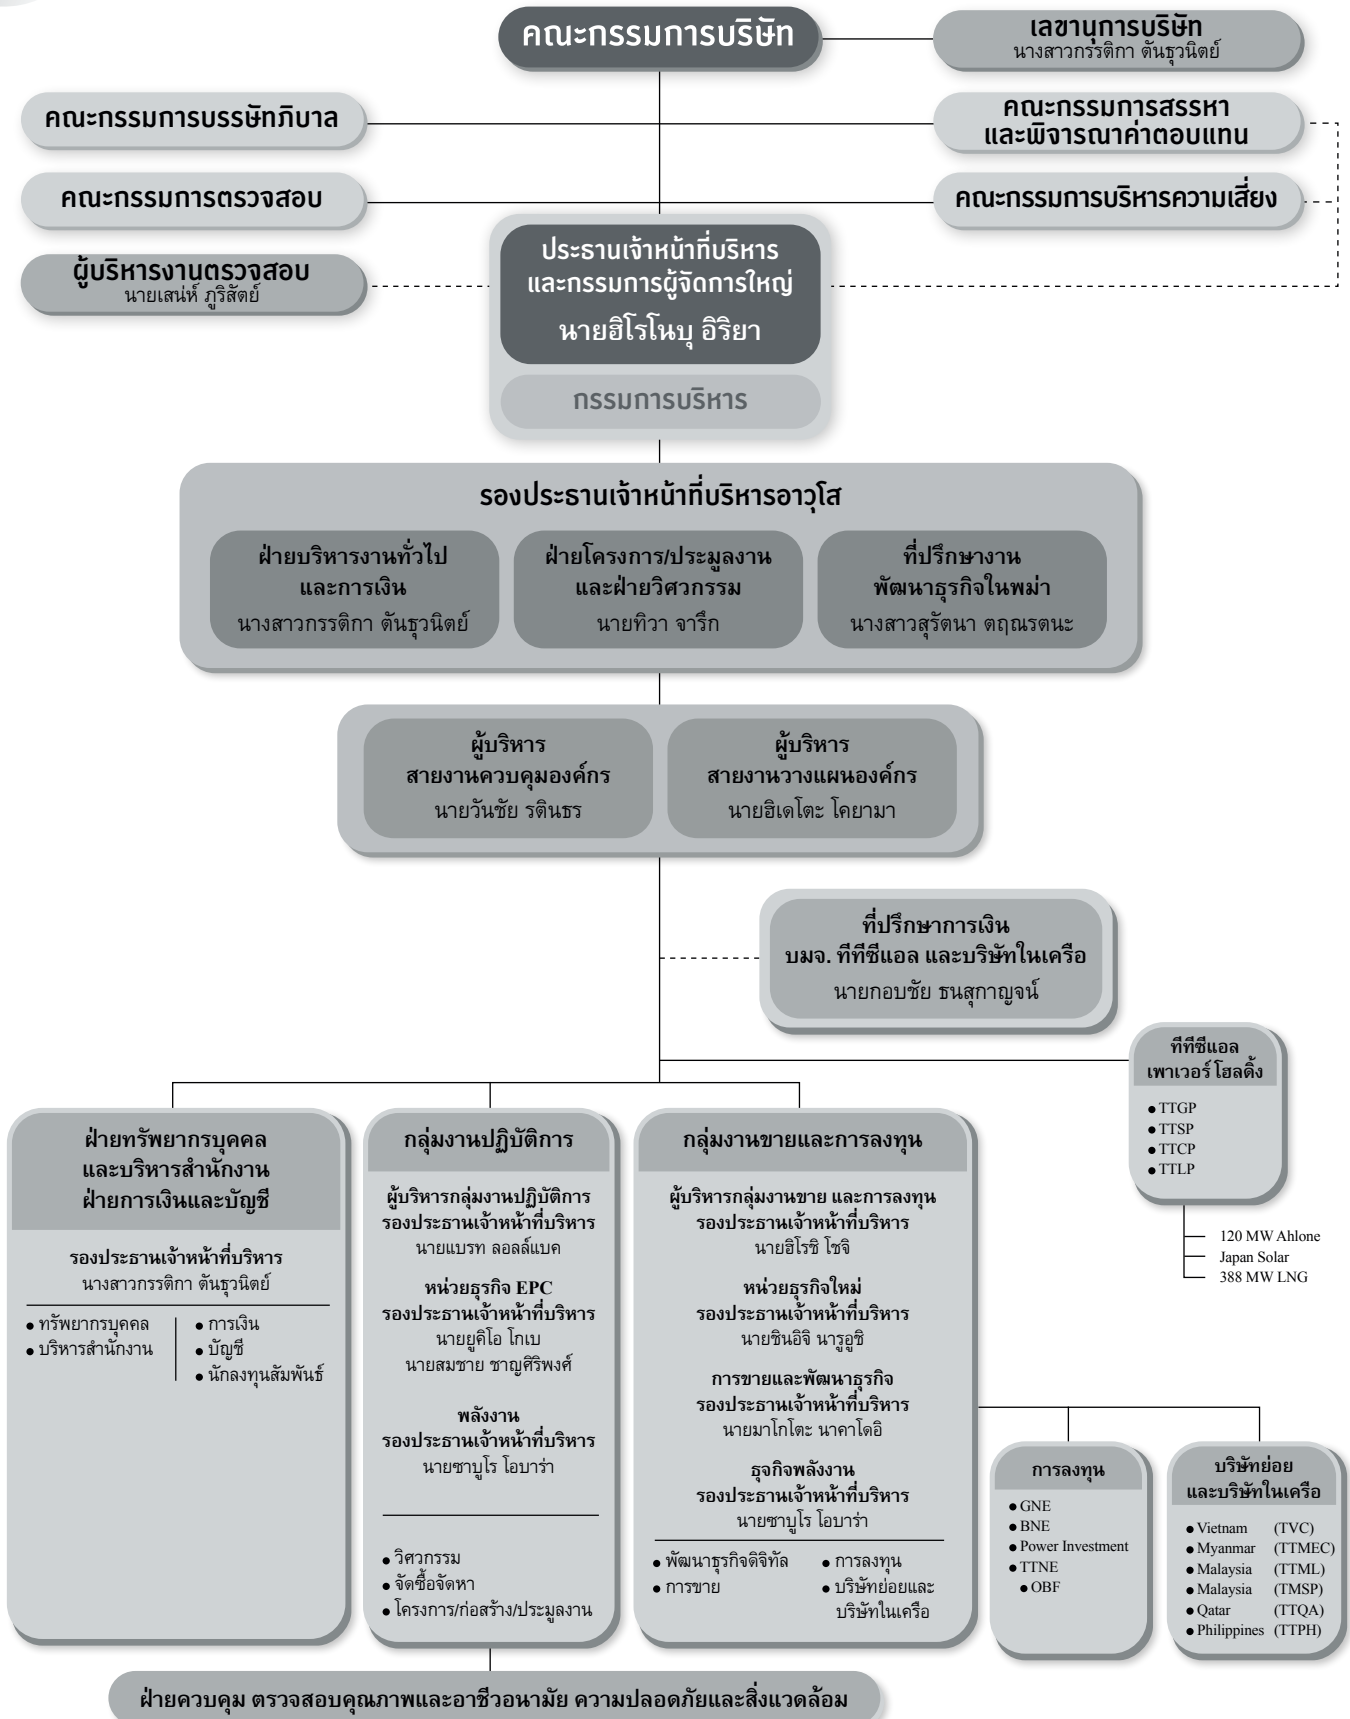 คณะกรรมการบริษัท
เลขานุการบริษัท
นางสาวกรรติกา ตันธุวนิตย์
คณะกรรมการบรรษัทภิบาล
คณะกรรมการสรรหา
และพิจารณาค่าตอบแทน
คณะกรรมการตรวจสอบ
คณะกรรมการบริหารความเสี่ยง
ผู้บริหารงานตรวจสอบ
นายเสน่ห์ ภูริสัตย์
ประธานเจ้าหน้าที่บริหาร
และกรรมการผู้จัดการใหญ่
นายฮิโรโนบุ อิริยา
กรรมการบริหาร
รองประธานเจ้าหน้าที่บริหารอาวุโส
ฝ่ายบริหารงานทั่วไป
และการเงิน
นางสาวกรรติกา ตันธุวนิตย์
ฝ่ายโครงการ/ประมูลงาน
และฝ่ายวิศวกรรม
นายทิวา จารึก
ที่ปรึกษางาน
พัฒนาธุรกิจในพม่า
นางสาวสุรัตนา ตฤณรตนะ
ผู้บริหาร
สายงานควบคุมองค์กร
นายวันชัย รตินธร
ผู้บริหาร
สายงานวางแผนองค์กร
นายฮิเดโตะ โคยามา
ที่ปรึกษาการเงิน
บมจ. ทีทีซีแอล และบริษัทในเครือ
นายกอบชัย ธนสุกาญจน์
ทีทีซีแอล
เพาเวอร์ โฮลดิ้ง
● TTGP
● TTSP
● TTCP
● TTLP
120 MW Ahlone
Japan Solar
388 MW LNG
ฝ่ายทรัพยากรบุคคล
และบริหารสำนักงาน
ฝ่ายการเงินและบัญชี
รองประธานเจ้าหน้าที่บริหาร
นางสาวกรรติกา ตันธุวนิตย์
● ทรัพยากรบุคคล
● บริหารสำนักงาน
● การเงิน
● บัญชี
● นักลงทุนสัมพันธ์
กลุ่มงานปฏิบัติการ
ผู้บริหารกลุ่มงานปฏิบัติการ
รองประธานเจ้าหน้าที่บริหาร
นายแบรท ลอลล์แบค
หน่วยธุรกิจ EPC
รองประธานเจ้าหน้าที่บริหาร
นายยูคิโอ โกเบ
นายสมชาย ชาญศิริพงศ์
พลังงาน
รองประธานเจ้าหน้าที่บริหาร
นายซาบูโร โอบาร่า
● วิศวกรรม
● จัดซื้อจัดหา
● โครงการ/ก่อสร้าง/ประมูลงาน
กลุ่มงานขายและการลงทุน
ผู้บริหารกลุ่มงานขาย และการลงทุน
รองประธานเจ้าหน้าที่บริหาร
นายฮิโรชิ โชจิ
หน่วยธุรกิจใหม่
รองประธานเจ้าหน้าที่บริหาร
นายชินอิจิ นารูอูชิ
การขายและพัฒนาธุรกิจ
รองประธานเจ้าหน้าที่บริหาร
นายมาโกโตะ นาคาโดอิ
ธุจกิจพลังงาน
รองประธานเจ้าหน้าที่บริหาร
นายซาบูโร โอบาร่า
● พัฒนาธุรกิจดิจิทัล
● การขาย
● การลงทุน
● บริษัทย่อยและ
บริษัทในเครือ
การลงทุน
● GNE
● BNE
● Power Investment
● TTNE
● OBF
บริษัทย่อย
และบริษัทในเครือ
● Vietnam (TVC)
● Myanmar (TTMEC)
● Malaysia (TTML)
● Malaysia (TMSP)
● Qatar (TTQA)
● Philippines (TTPH)
ฝ่ายควบคุม ตรวจสอบคุณภาพและอาชีวอนามัย ความปลอดภัยและสิ่งแวดล้อม